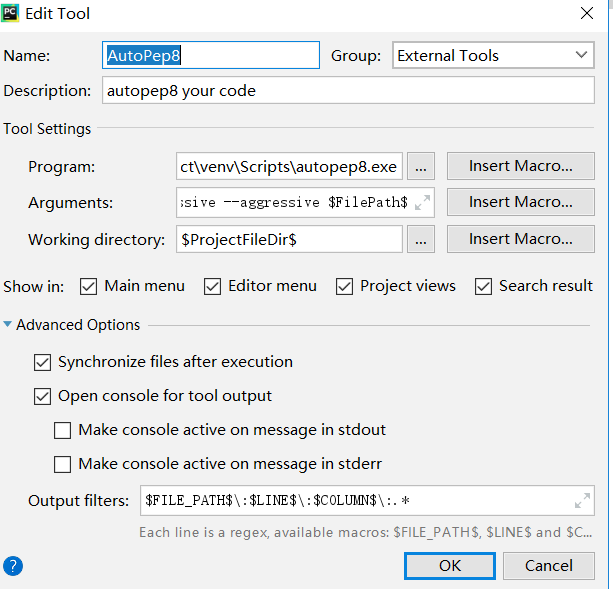 PC Edit Tool
Name: AutoPep8 Group: External Tools
Description: autopep8 your code
Tool Settings
Program: ct\venv\Scripts\autopep8.exe ... Insert Macro...
Arguments: ssive --aggressive $FilePath$ Insert Macro...
Working directory: $ProjectFileDir$ ... Insert Macro...
Show in: Main menu Editor menu Project views Search result
Advanced Options
Synchronize files after execution
Open console for tool output
Make console active on message in stdout
Make console active on message in stderr
Output filters: $FILE_PATH$\:$LINE$\:$COLUMN$\:.*
Each line is a regex, available macros: $FILE_PATH$, $LINE$ and $C...
? OK Cancel